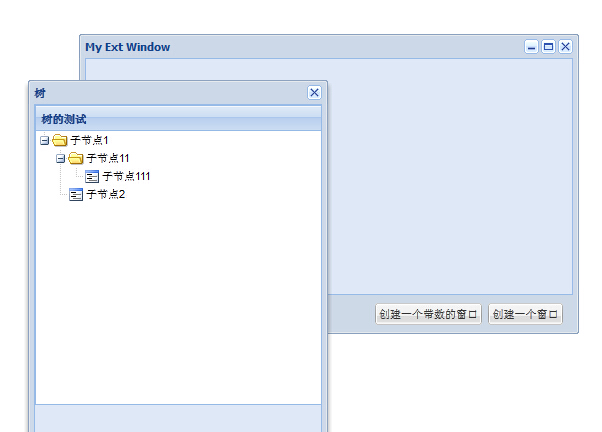 My Ext Window
树
树的测试
子节点1
子节点11
子节点111
子节点2
创建一个带数的窗口
创建一个窗口